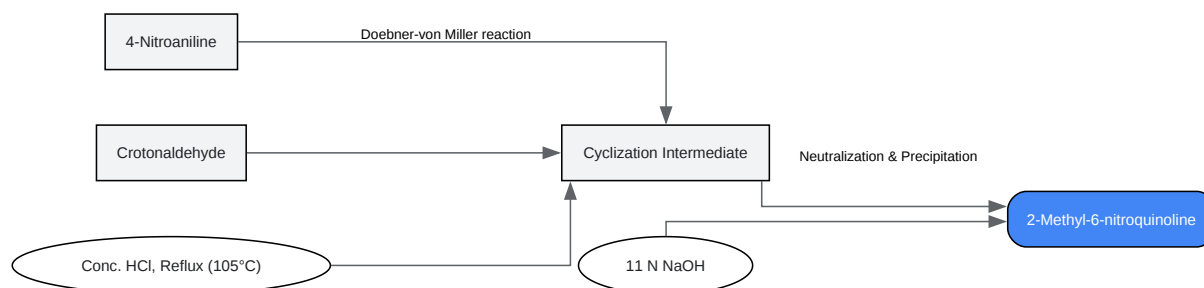 4-Nitroaniline
Doebner-von Miller reaction
Crotonaldehyde
Cyclization Intermediate
Neutralization & Precipitation
2-Methyl-6-nitroquinoline
Conc. HCl, Reflux (105°C)
11 N NaOH